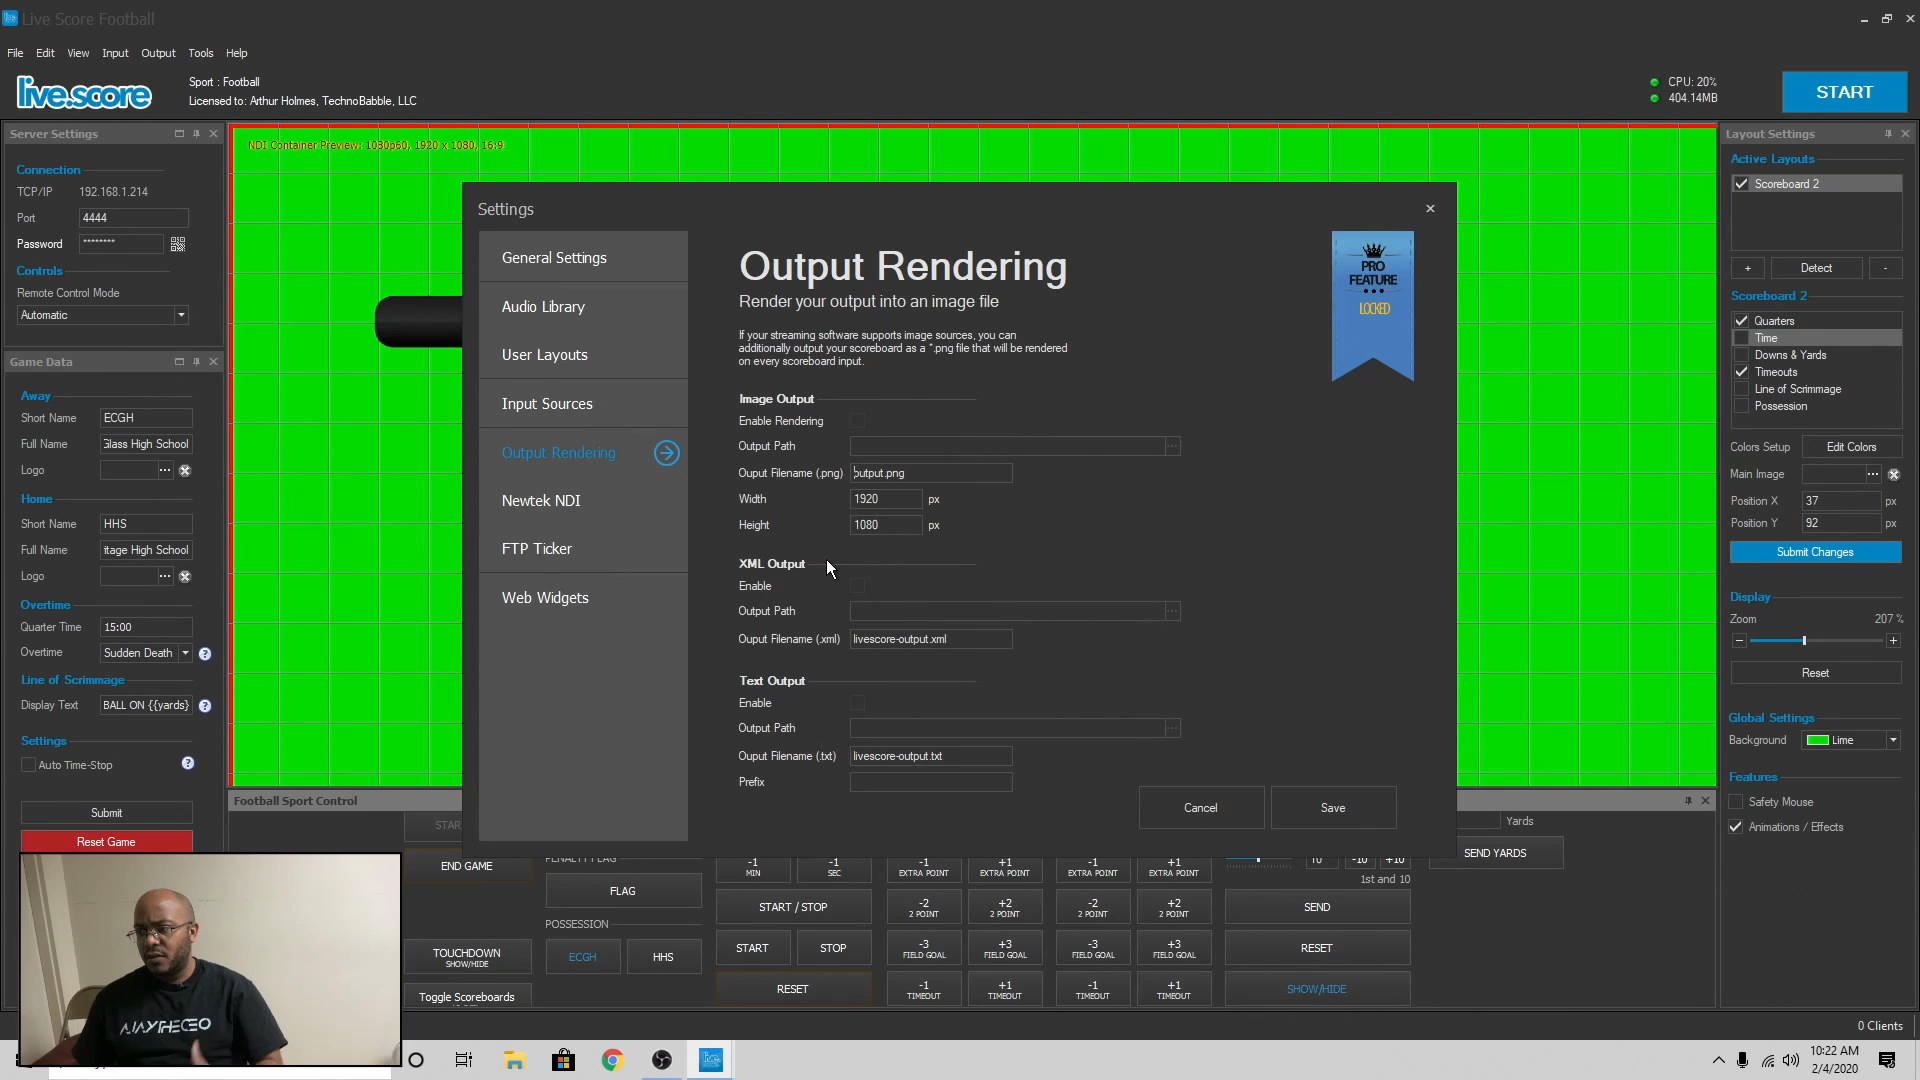 Live Score Football
File Edit View Input Output Tools Help
live.score
Sport : Football
Licensed to: Arthur Holmes, TechnoBabble, LLC
CPU: 20%
404.14MB
START
Server Settings
Connection
TCP/IP 192.168.1.214
Port 4444
Password ********
Controls
Remote Control Mode
Automatic
Game Data
Away
Short Name ECGH
Full Name Glass High School
Logo ...
Home
Short Name HHS
Full Name itage High School
Logo ...
Overtime
Quarter Time 15:00
Overtime Sudden Death ?
Line of Scrimmage
Display Text BALL ON {{yards} ?
Settings
Auto Time-Stop ?
Submit
Reset Game
NDI Container Preview: 1080p60, 1920 x 1080, 16:9
Settings
General Settings
Audio Library
User Layouts
Input Sources
Output Rendering
Newtek NDI
FTP Ticker
Web Widgets
Output Rendering
Render your output into an image file
If your streaming software supports image sources, you can
additionally output your scoreboard as a *.png file that will be rendered
on every scoreboard input.
PRO
FEATURE
LOCKED
Image Output
Enable Rendering
Output Path ...
Ouput Filename (.png) output.png
Width 1920 px
Height 1080 px
XML Output
Enable
Output Path ...
Ouput Filename (.xml) livescore-output.xml
Text Output
Enable
Output Path ...
Ouput Filename (.txt) livescore-output.txt
Prefix
Cancel Save
Layout Settings
Active Layouts
Scoreboard 2
+ Detect -
Scoreboard 2
Quarters
Time
Downs & Yards
Timeouts
Line of Scrimmage
Possession
Colors Setup Edit Colors
Main Image ...
Position X 37 px
Position Y 92 px
Submit Changes
Display
Zoom 207 %
- +
Reset
Global Settings
Background Lime
Features
Safety Mouse
Animations / Effects
Football Sport Control
STAR
END GAME
TOUCHDOWN
SHOW/HIDE
Toggle Scoreboards
PENALTY FLAG
FLAG
POSSESSION
ECGH HHS
-1
MIN
-1
SEC
START / STOP
START STOP
RESET
-1
EXTRA POINT
+1
EXTRA POINT
-1
EXTRA POINT
+1
EXTRA POINT
-2
2 POINT
+2
2 POINT
-2
2 POINT
+2
2 POINT
-3
FIELD GOAL
+3
FIELD GOAL
-3
FIELD GOAL
+3
FIELD GOAL
-1
TIMEOUT
+1
TIMEOUT
-1
TIMEOUT
+1
TIMEOUT
10 -10 +10
1st and 10
SEND
RESET
SHOW/HIDE
Yards
SEND YARDS
0 Clients
AJAYTHECEO
live
10:22 AM
2/4/2020